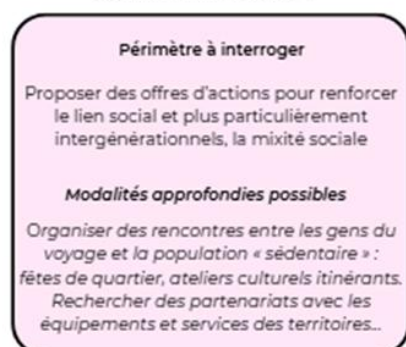 Périmètre à interroger
Proposer des offres d'actions pour renforcer
le lien social et plus particulièrement
intergénérationnels, la mixité sociale
Modalités approfondies possibles
Organiser des rencontres entre les gens du
voyage et la population « sédentaire » :
fêtes de quartier, ateliers culturels itinérants.
Rechercher des partenariats avec les
équipements et services des territoires...